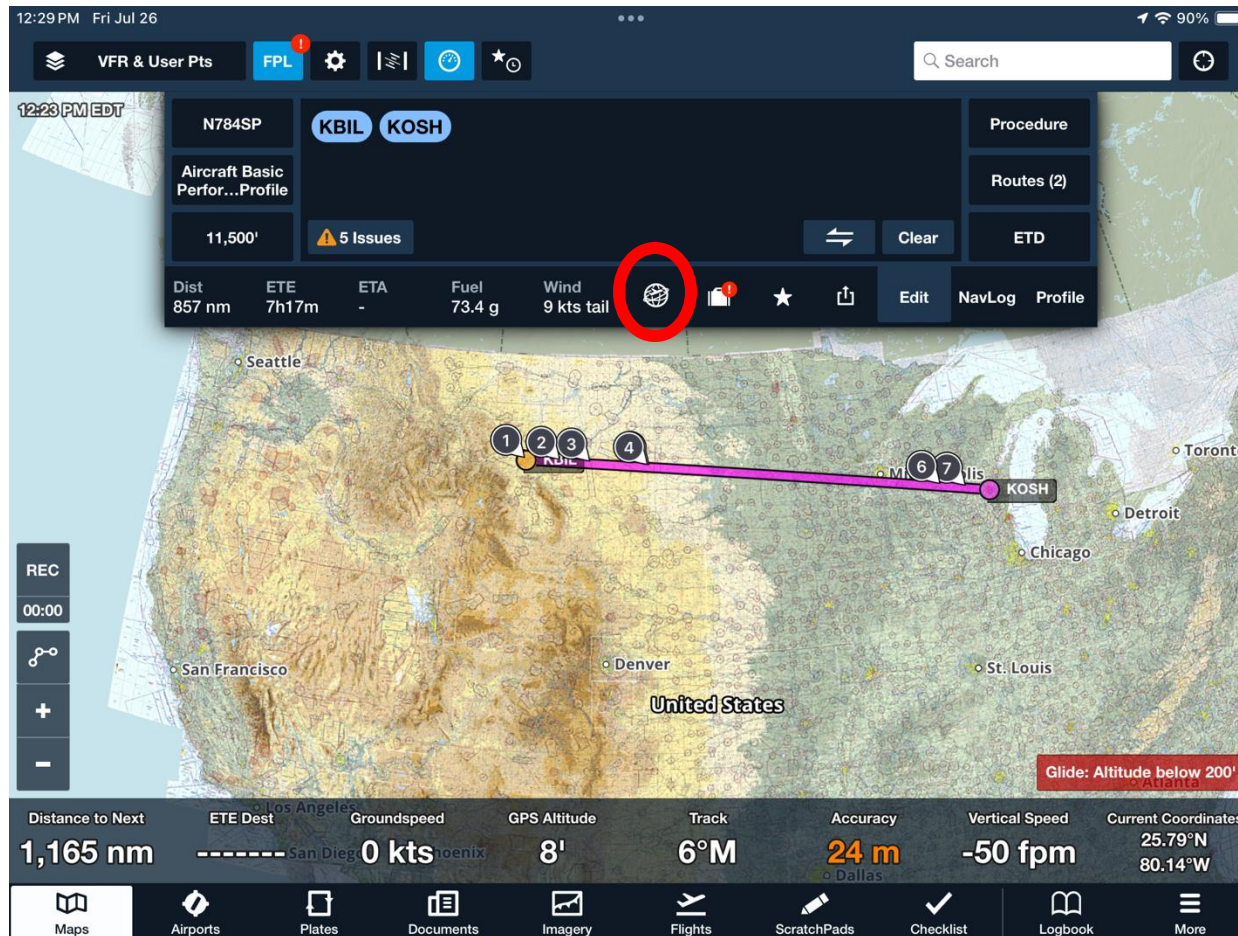 12:29 PM Fri Jul 26
90%
VFR & User Pts
FPL
!
Search
12:23 PM EDT
N784SP
KBIL KOSH
Procedure
Aircraft Basic
Perfor...Profile
Routes (2)
11,500'
5 Issues
Clear
ETD
Dist
857 nm
ETE
7h17m
ETA
-
Fuel
73.4 g
Wind
9 kts tail
!
Edit
NavLog
Profile
Seattle
1
2
3
4
6
7
KBIL
KOSH
Toront
Detroit
Chicago
REC
00:00
San Francisco
Denver
St. Louis
United States
+
−
Glide: Altitude below 200'
Atlanta
Los Angeles
San Dieg
hoenix
Dallas
Distance to Next
1,165 nm
ETE Dest
-------
Groundspeed
0 kts
GPS Altitude
8'
Track
6°M
Accuracy
24 m
Vertical Speed
-50 fpm
Current Coordinates
25.79°N
80.14°W
Maps
Airports
Plates
Documents
Imagery
Flights
ScratchPads
Checklist
Logbook
More